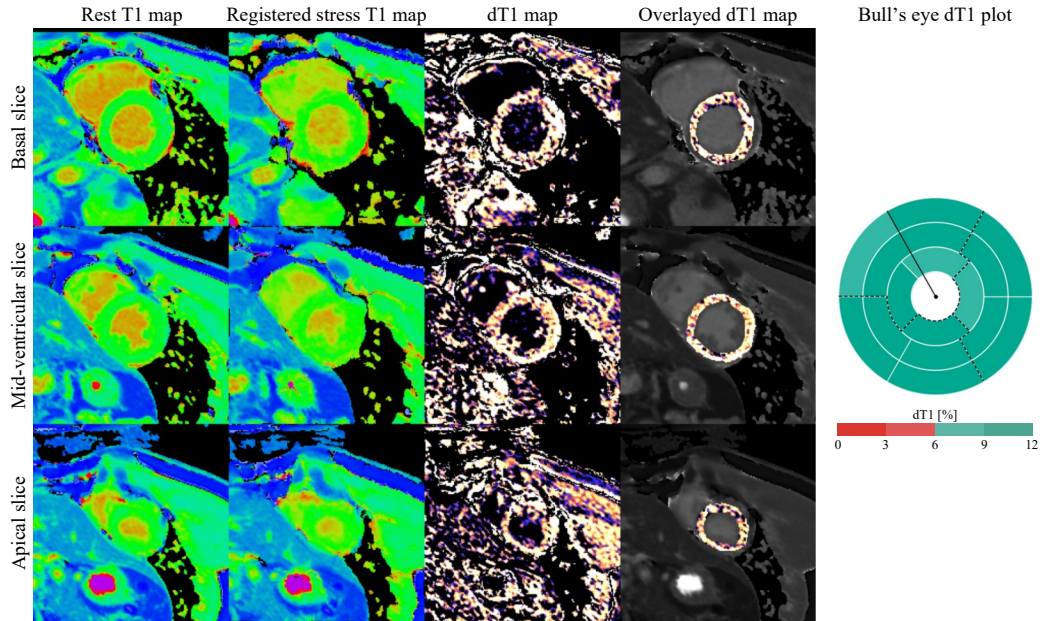 Rest T1 map
Registered stress T1 map
dT1 map
Overlayed dT1 map
Bull's eye dT1 plot
Basal slice
Mid-ventricular slice
Apical slice
dT1 [%]
0 3 6 9 12